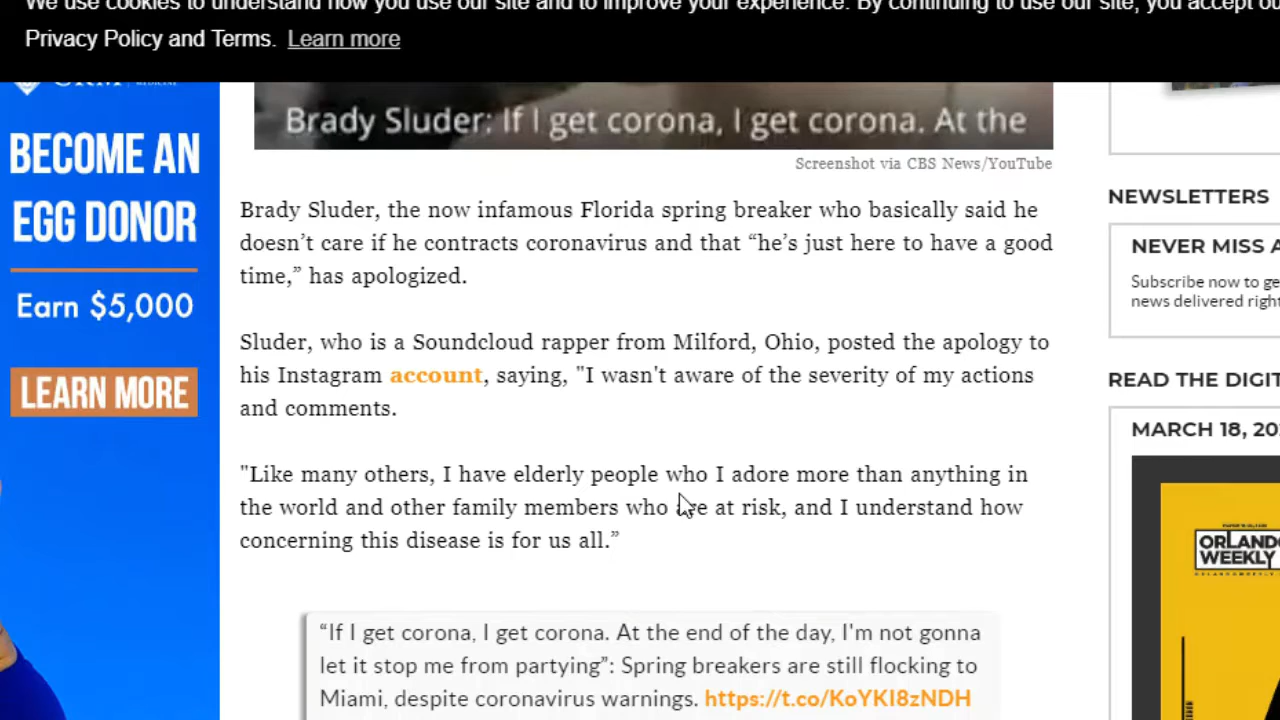 We use cookies to understand how you use our site and to improve your experience. By continuing to use our site, you accept
Privacy Policy and Terms. Learn more
BECOME AN
EGG DONOR
Earn $5,000
LEARN MORE
Brady Sluder: If I get corona, I get corona. At the
Screenshot via CBS News/YouTube
Brady Sluder, the now infamous Florida spring breaker who basically said he
doesn’t care if he contracts coronavirus and that “he’s just here to have a good
time,” has apologized.
Sluder, who is a Soundcloud rapper from Milford, Ohio, posted the apology to
his Instagram account, saying, "I wasn't aware of the severity of my actions
and comments.
"Like many others, I have elderly people who I adore more than anything in
the world and other family members who are at risk, and I understand how
concerning this disease is for us all.”
“If I get corona, I get corona. At the end of the day, I'm not gonna
let it stop me from partying”: Spring breakers are still flocking to
Miami, despite coronavirus warnings. https://t.co/KoYKI8zNDH
NEWSLETTERS
NEVER MISS A
Subscribe now to ge
news delivered right
READ THE DIGIT
MARCH 18, 20
ORLANDO
WEEKLY